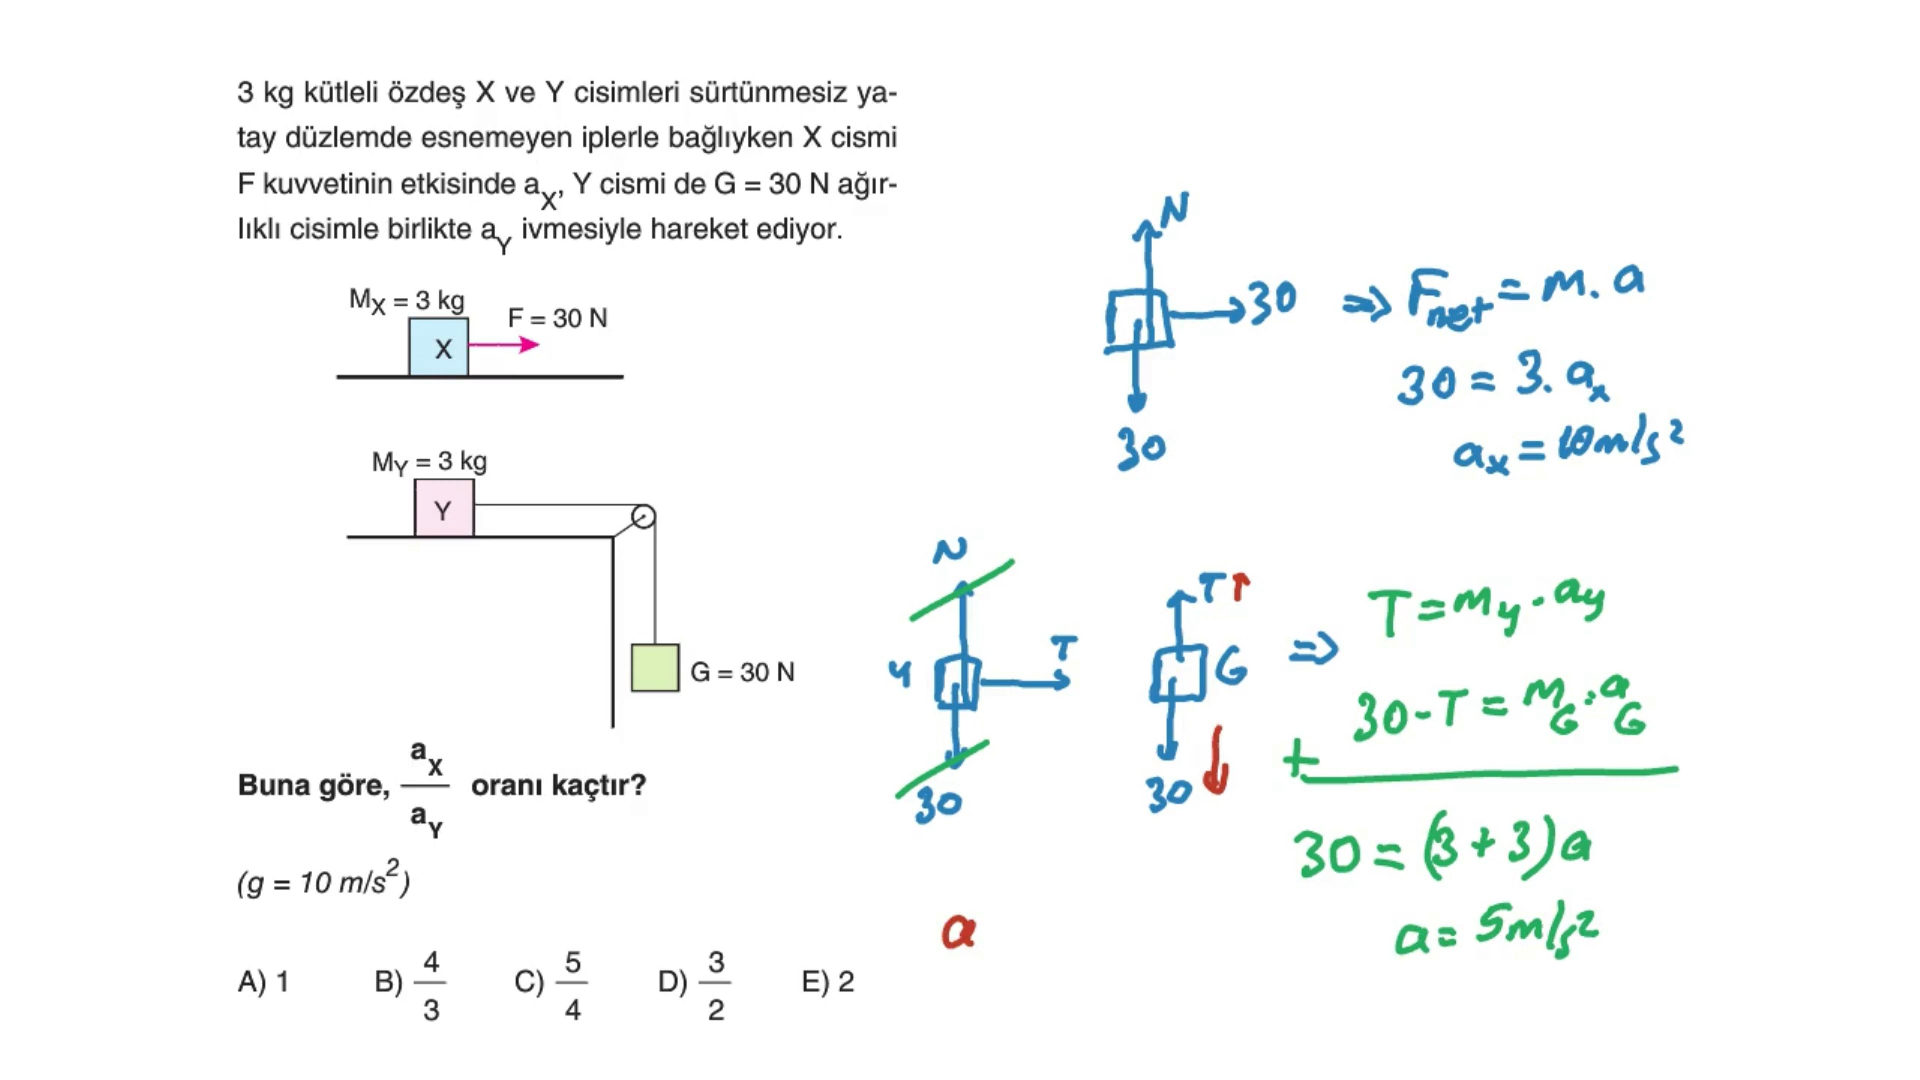 3 kg kütleli özdeş X ve Y cisimleri sürtünmesiz ya-
tay düzlemde esnemeyen iplerle bağlıyken X cismi
F kuvvetinin etkisinde aX, Y cismi de G = 30 N ağır-
lıklı cisimle birlikte aY ivmesiyle hareket ediyor.
MX = 3 kg
F = 30 N
X
MY = 3 kg
Y
G = 30 N
Buna göre, aX/aY oranı kaçtır?
(g = 10 m/s²)
A) 1 B) 4/3 C) 5/4 D) 3/2 E) 2
N
30 ⇒ Fnet = m. a
30
30 = 3. ax
ax = 10m/s²
N
Y
T
30
T
G
30
⇒ T = my . ay
30 - T = mG . aG
+
30 = (3 + 3)a
a = 5m/s²
a